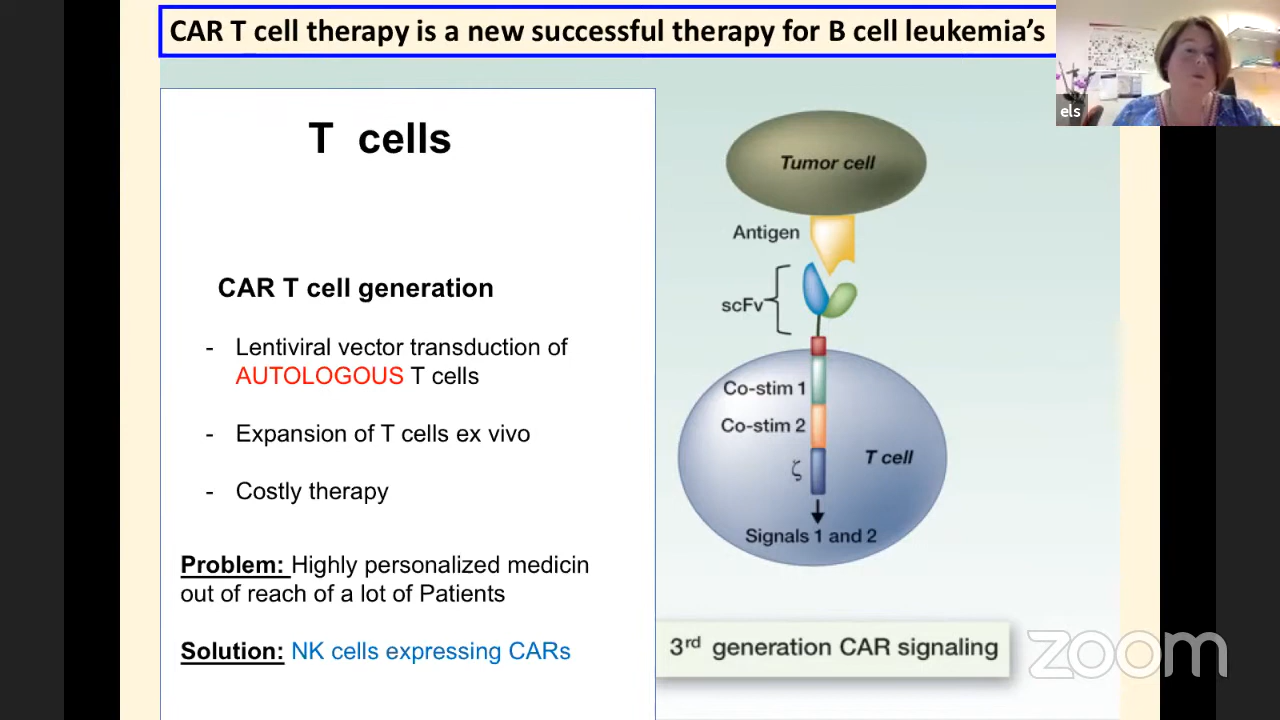 CAR T cell therapy is a new successful therapy for B cell leukemia’s
els
T cells
CAR T cell generation
- Lentiviral vector transduction of
AUTOLOGOUS T cells
- Expansion of T cells ex vivo
- Costly therapy
Problem: Highly personalized medicin
out of reach of a lot of Patients
Solution: NK cells expressing CARs
Tumor cell
Antigen
scFv
Co-stim 1
Co-stim 2
ζ
T cell
Signals 1 and 2
3rd generation CAR signaling
zoom